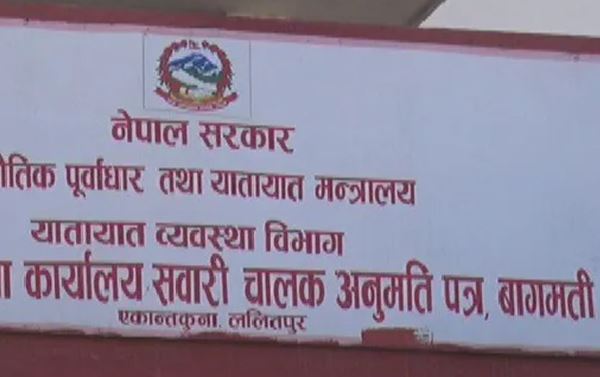 नेपाल सरकार
तिक पूर्वाधार तथा यातायात मन्त्रालय
यातायात व्यवस्था विभाग
कार्यालय सवारी चालक अनुमति पत्र, बागमती
एकान्तकुना, ललितपुर